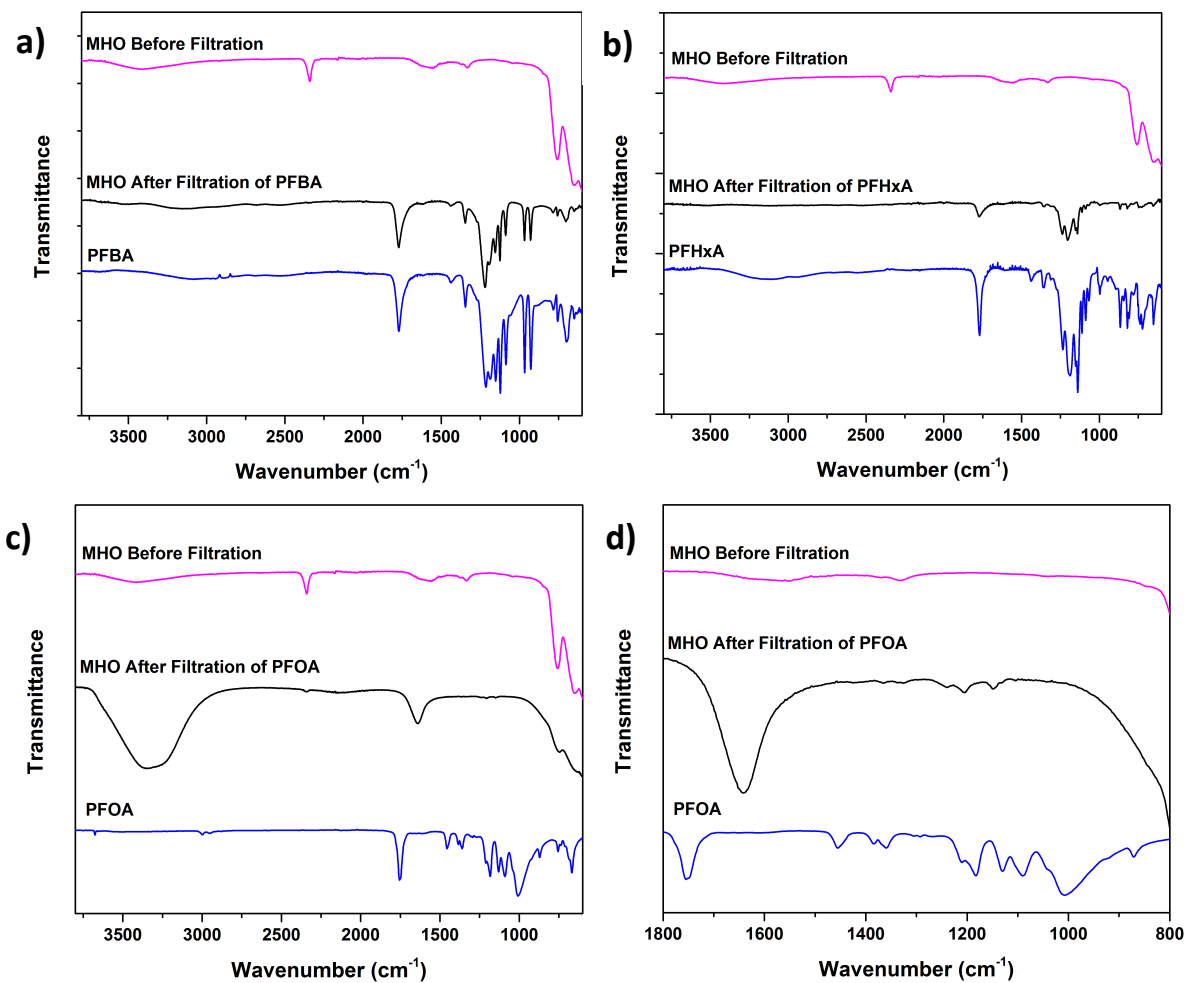 a)
MHO Before Filtration
MHO After Filtration of PFBA
PFBA
Transmittance
3500 3000 2500 2000 1500 1000
Wavenumber (cm-1)
b)
MHO Before Filtration
MHO After Filtration of PFHxA
PFHxA
Transmittance
3500 3000 2500 2000 1500 1000
Wavenumber (cm-1)
c)
MHO Before Filtration
MHO After Filtration of PFOA
PFOA
Transmittance
3500 3000 2500 2000 1500 1000
Wavenumber (cm-1)
d)
MHO Before Filtration
MHO After Filtration of PFOA
PFOA
Transmittance
1800 1600 1400 1200 1000 800
Wavenumber (cm-1)